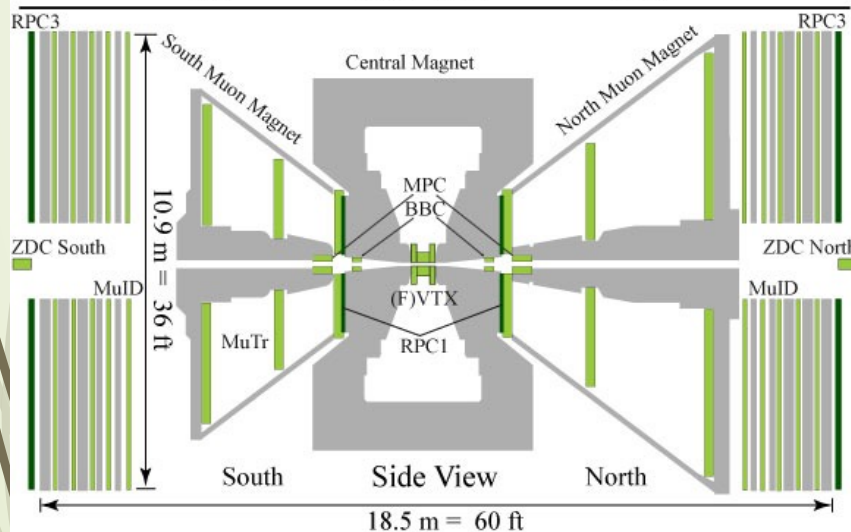 RPC3
RPC3
South Muon Magnet
Central Magnet
North Muon Magnet
MPC
BBC
10.9 m = 36 ft
ZDC South
ZDC North
MuID
(F)VTX
MuID
MuTr
RPC1
South
Side View
North
18.5 m = 60 ft